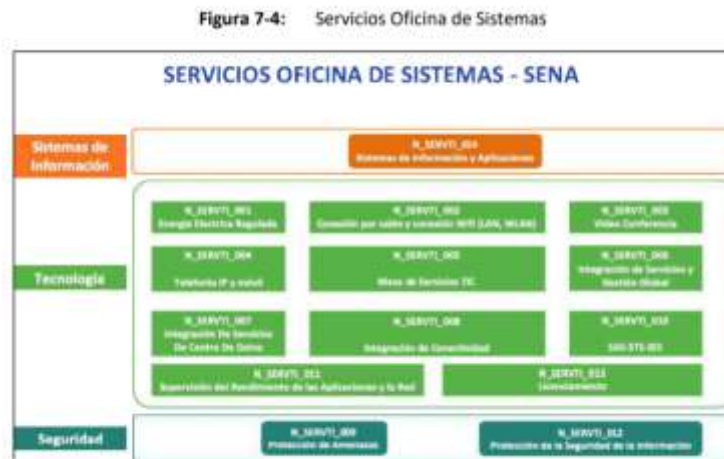 Figura 7-4: Servicios Oficina de Sistemas
SERVICIOS OFICINA DE SISTEMAS - SENA
Sistemas de
Información
N_SERVTI_014
Sistemas de Información y Aplicaciones
Tecnología
N_SERVTI_001
Energía Eléctrica Regulada
N_SERVTI_002
Conexión por cable y conexión WIFI (LAN, WLAN)
N_SERVTI_003
Video Conferencia
N_SERVTI_004
Telefonía IP y móvil
N_SERVTI_005
Mesa de Servicios TIC
N_SERVTI_006
Integración de Servicios y
Gestión Global
N_SERVTI_007
Integración De Servicios
De Centro De Datos
N_SERVTI_008
Integración de Conectividad
N_SERVTI_010
N_SERVTI_011
Supervisión del Rendimiento de las Aplicaciones y la Red
N_SERVTI_013
Licenciamiento
Seguridad
N_SERVTI_009
Protección de Amenazas
N_SERVTI_012
Protección de la Seguridad de la Información